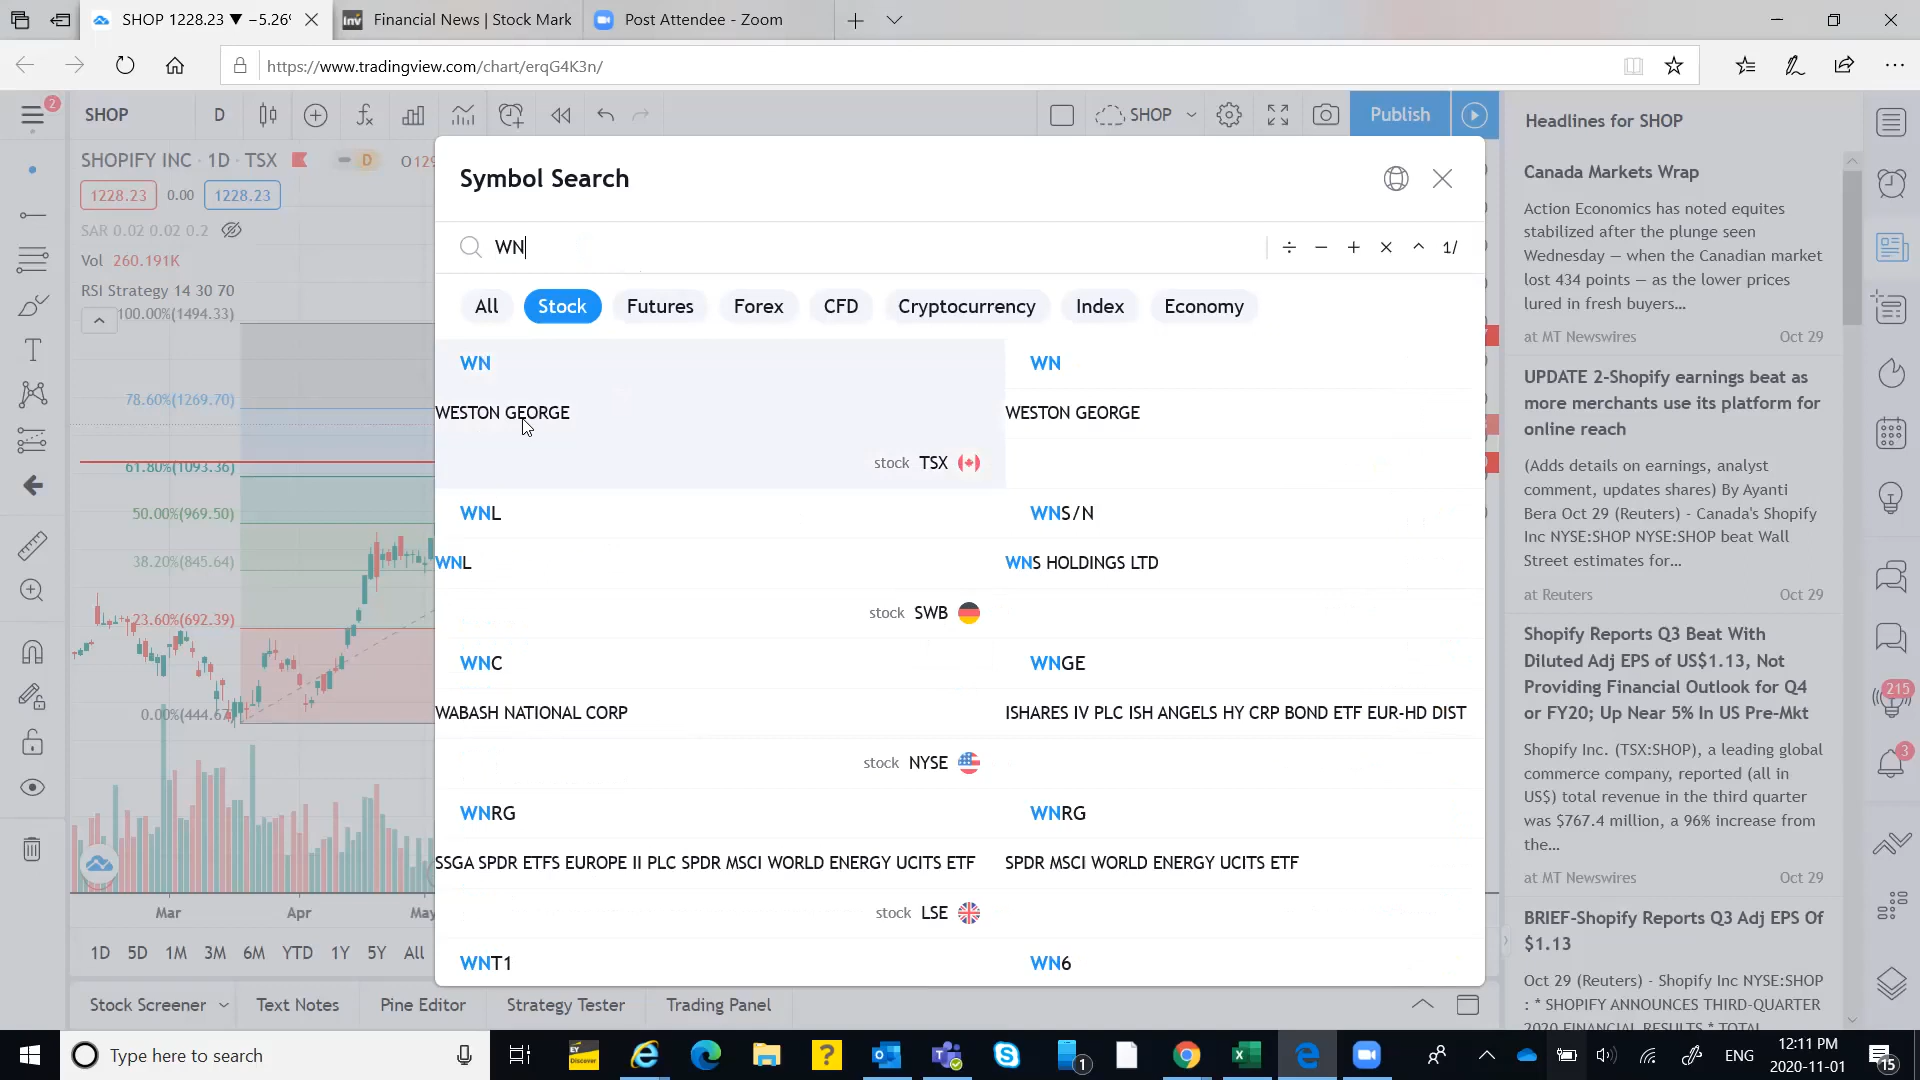 SHOP 1228.23 ▼ −5.26%
Financial News | Stock Mark
Post Attendee - Zoom
https://www.tradingview.com/chart/erqG4K3n/
2
SHOP
D
SHOP
Publish
SHOPIFY INC · 1D · TSX
D
O129
1228.23
0.00
1228.23
SAR 0.02 0.02 0.2
Vol 260.191K
RSI Strategy 14 30 70
100.00%(1494.33)
78.60%(1269.70)
61.80%(1093.36)
50.00%(969.50)
38.20%(845.64)
23.60%(692.39)
0.00%(444.67)
Mar
Apr
May
1D
5D
1M
3M
6M
YTD
1Y
5Y
All
Symbol Search
WN
÷ − + × ^ 1/
All
Stock
Futures
Forex
CFD
Cryptocurrency
Index
Economy
WN
WN
WESTON GEORGE
WESTON GEORGE
stock TSX
WNL
WNS/N
WNL
WNS HOLDINGS LTD
stock SWB
WNC
WNGE
WABASH NATIONAL CORP
ISHARES IV PLC ISH ANGELS HY CRP BOND ETF EUR-HD DIST
stock NYSE
WNRG
WNRG
SSGA SPDR ETFS EUROPE II PLC SPDR MSCI WORLD ENERGY UCITS ETF
SPDR MSCI WORLD ENERGY UCITS ETF
stock LSE
WNT1
WN6
Headlines for SHOP
Canada Markets Wrap
Action Economics has noted equites
stabilized after the plunge seen
Wednesday — when the Canadian market
lost 434 points — as the lower prices
lured in fresh buyers...
at MT Newswires
Oct 29
UPDATE 2-Shopify earnings beat as
more merchants use its platform for
online reach
(Adds details on earnings, analyst
comment, updates shares) By Ayanti
Bera Oct 29 (Reuters) - Canada's Shopify
Inc NYSE:SHOP NYSE:SHOP beat Wall
Street estimates for...
at Reuters
Oct 29
Shopify Reports Q3 Beat With
Diluted Adj EPS of US$1.13, Not
Providing Financial Outlook for Q4
or FY20; Up Near 5% In US Pre-Mkt
Shopify Inc. (TSX:SHOP), a leading global
commerce company, reported (all in
US$) total revenue in the third quarter
was $767.4 million, a 96% increase from
the...
at MT Newswires
Oct 29
BRIEF-Shopify Reports Q3 Adj EPS Of
$1.13
Oct 29 (Reuters) - Shopify Inc NYSE:SHOP
: * SHOPIFY ANNOUNCES THIRD-QUARTER
2020 FINANCIAL RESULTS * TOTAL
215
3
Stock Screener
Text Notes
Pine Editor
Strategy Tester
Trading Panel
Type here to search
EY
Discover
1
ENG
12:11 PM
2020-11-01
15